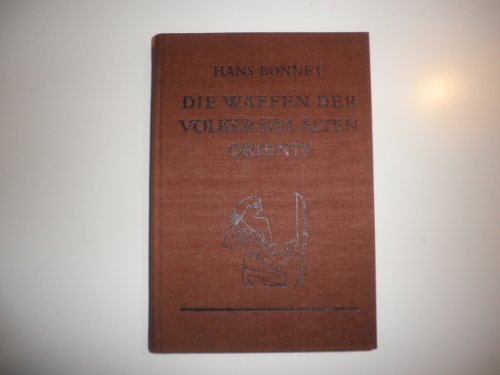 HANS BONNET
DIE WAFFEN DER
VÖLKER DES ALTEN
ORIENTS